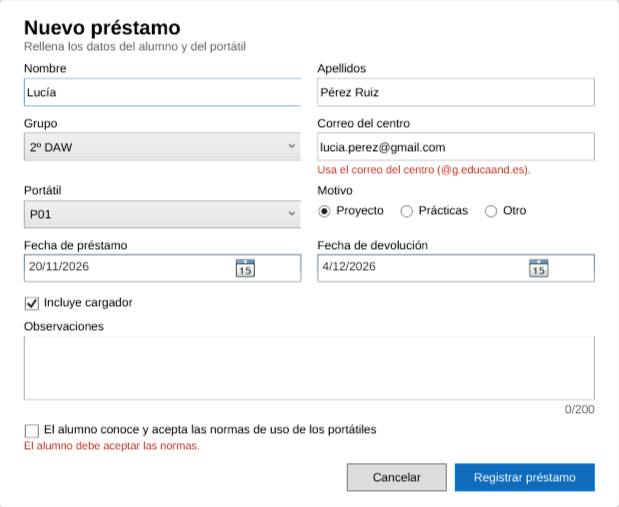 Nuevo préstamo
Rellena los datos del alumno y del portátil
Nombre
Apellidos
Lucía
Pérez Ruiz
Grupo
Correo del centro
2º DAW
lucia.perez@gmail.com
Usa el correo del centro (@g.educaand.es).
Portátil
Motivo
P01
Proyecto
Prácticas
Otro
Fecha de préstamo
Fecha de devolución
20/11/2026
15
4/12/2026
15
Incluye cargador
Observaciones
0/200
El alumno conoce y acepta las normas de uso de los portátiles
El alumno debe aceptar las normas.
Cancelar
Registrar préstamo